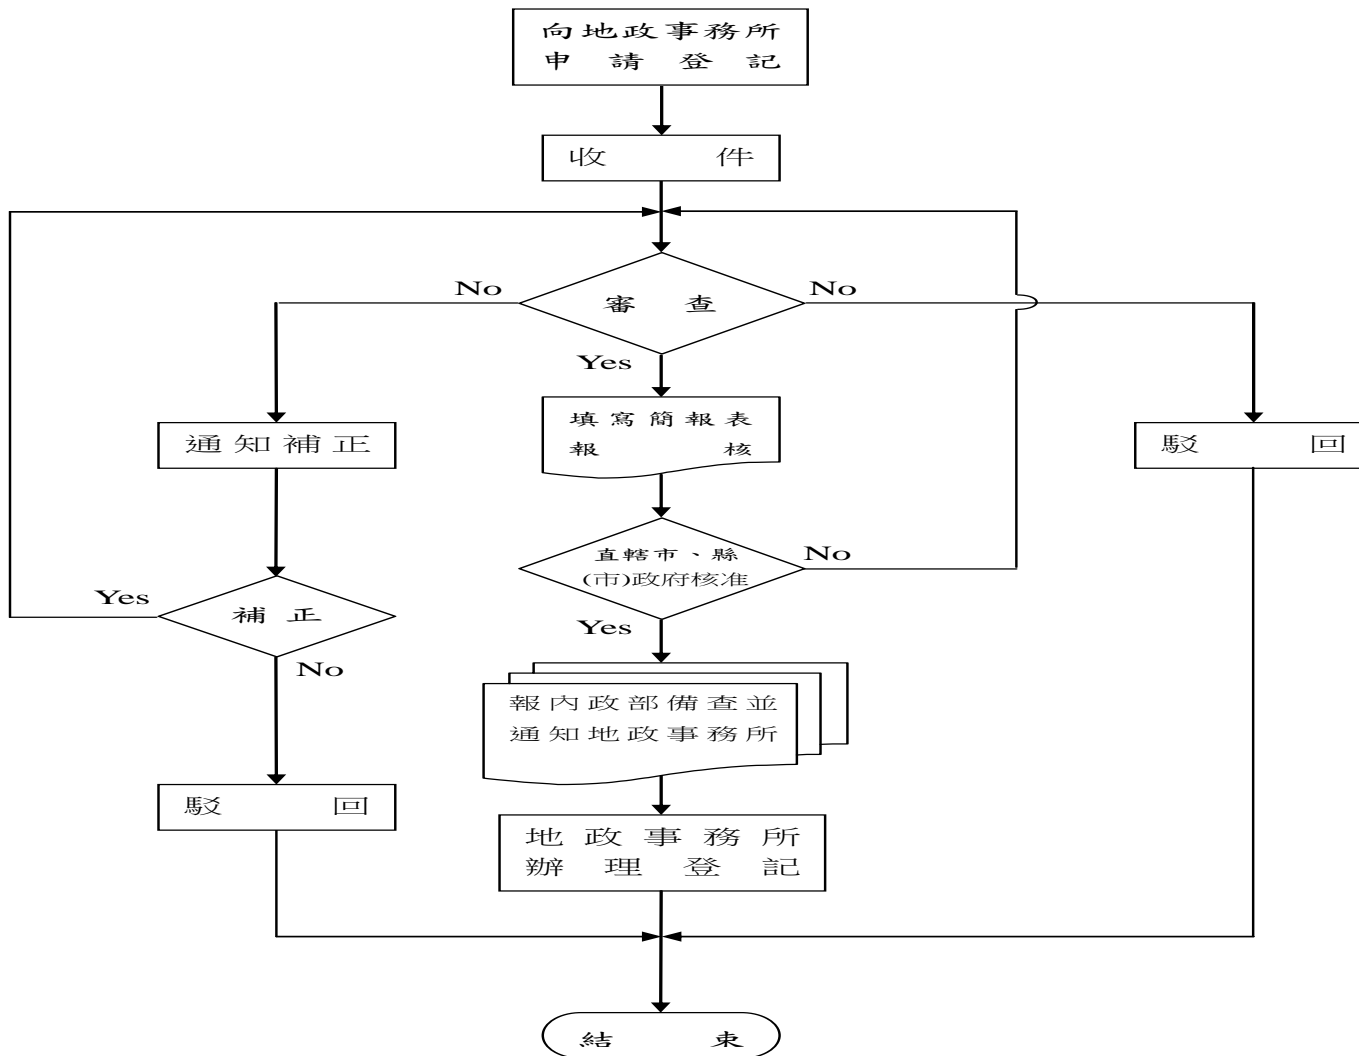 向地政事務所
申請登記
收件
No
審查
No
Yes
填寫簡報表
報核
通知補正
駁回
直轄市、縣
(市)政府核准
No
Yes
補正
Yes
No
報內政部備查並
通知地政事務所
駁回
地政事務所
辦理登記
結束